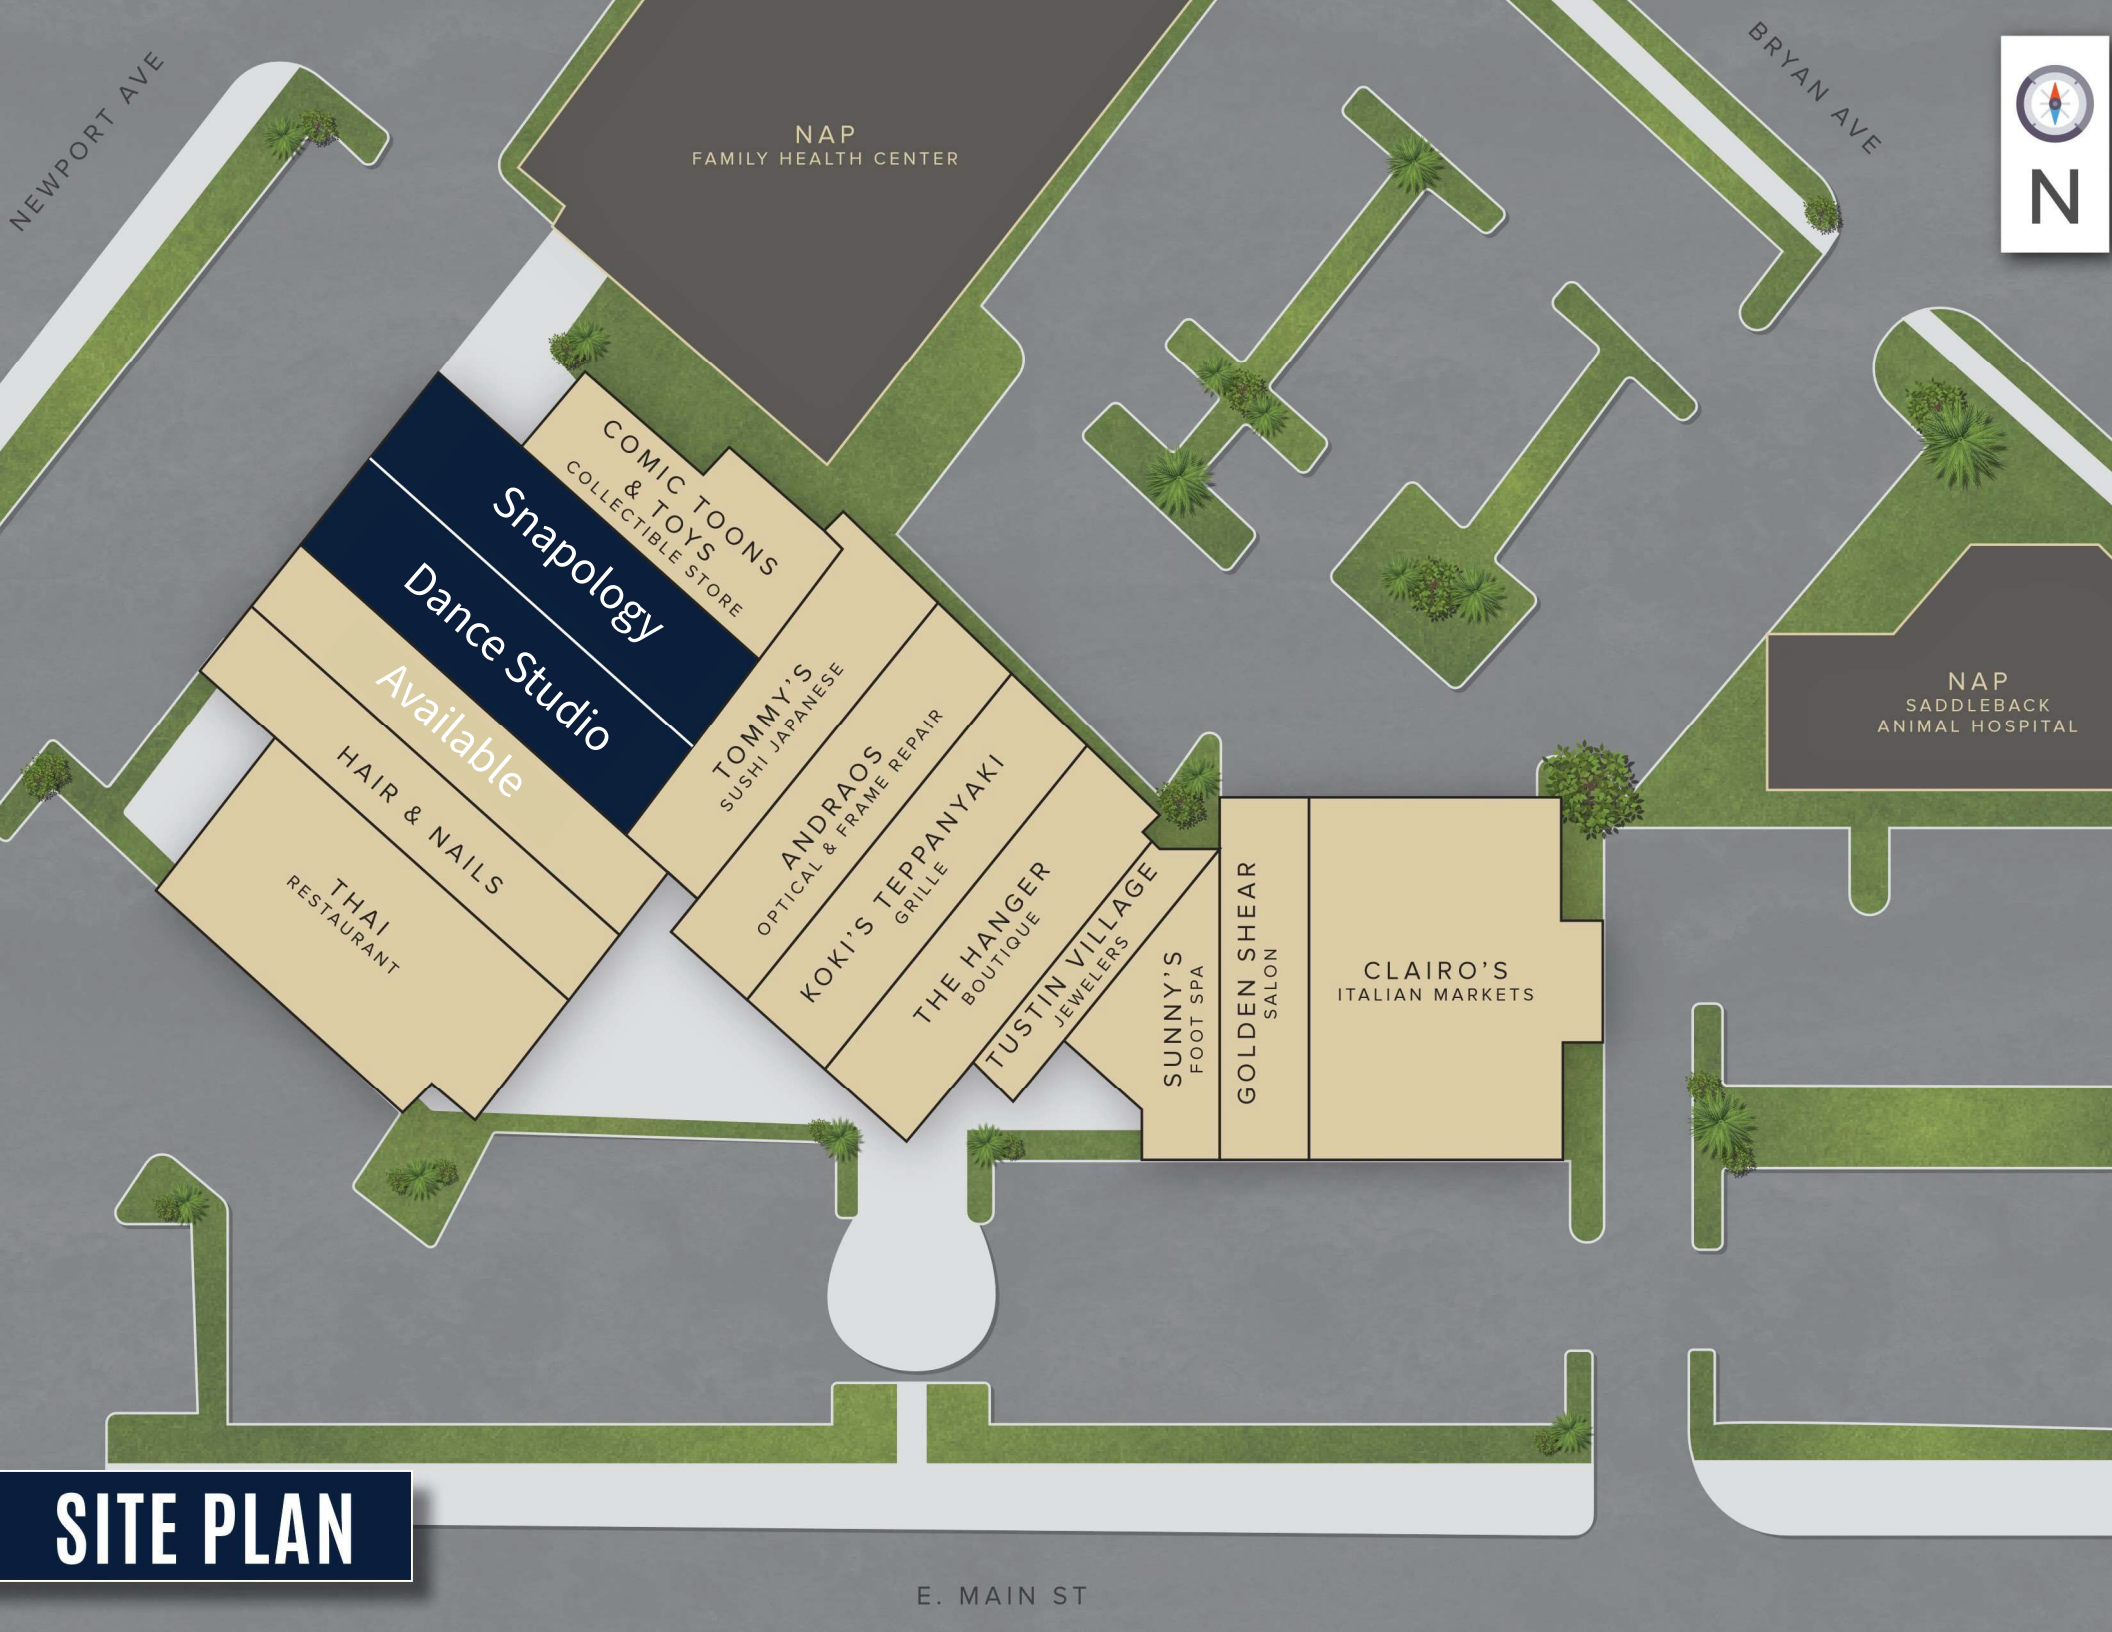 NEWPORT AVE
BRYAN AVE
N
NAP
FAMILY HEALTH CENTER
COMIC TOONS
& TOYS
COLLECTIBLE STORE
Snapology
Dance Studio
Available
HAIR & NAILS
THAI
RESTAURANT
TOMMY'S
SUSHI JAPANESE
ANDRAOS
OPTICAL & FRAME REPAIR
KOKI'S TEPPANYAKI
GRILLE
THE HANGER
BOUTIQUE
TUSTIN VILLAGE
JEWELERS
SUNNY'S
FOOT SPA
GOLDEN SHEAR
SALON
CLAIRO'S
ITALIAN MARKETS
NAP
SADDLEBACK
ANIMAL HOSPITAL
SITE PLAN
E. MAIN ST